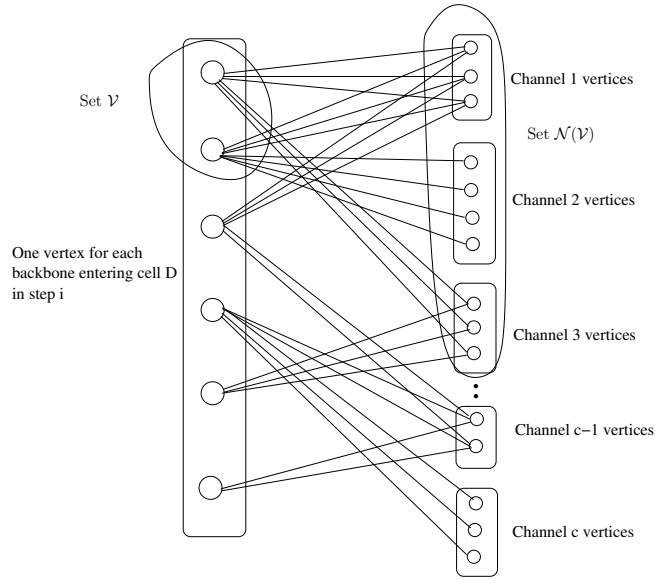 Channel 1 vertices
Set 𝒱
Set 𝒩(𝒱)
Channel 2 vertices
One vertex for each
backbone entering cell D
in step i
Channel 3 vertices
Channel c−1 vertices
Channel c vertices